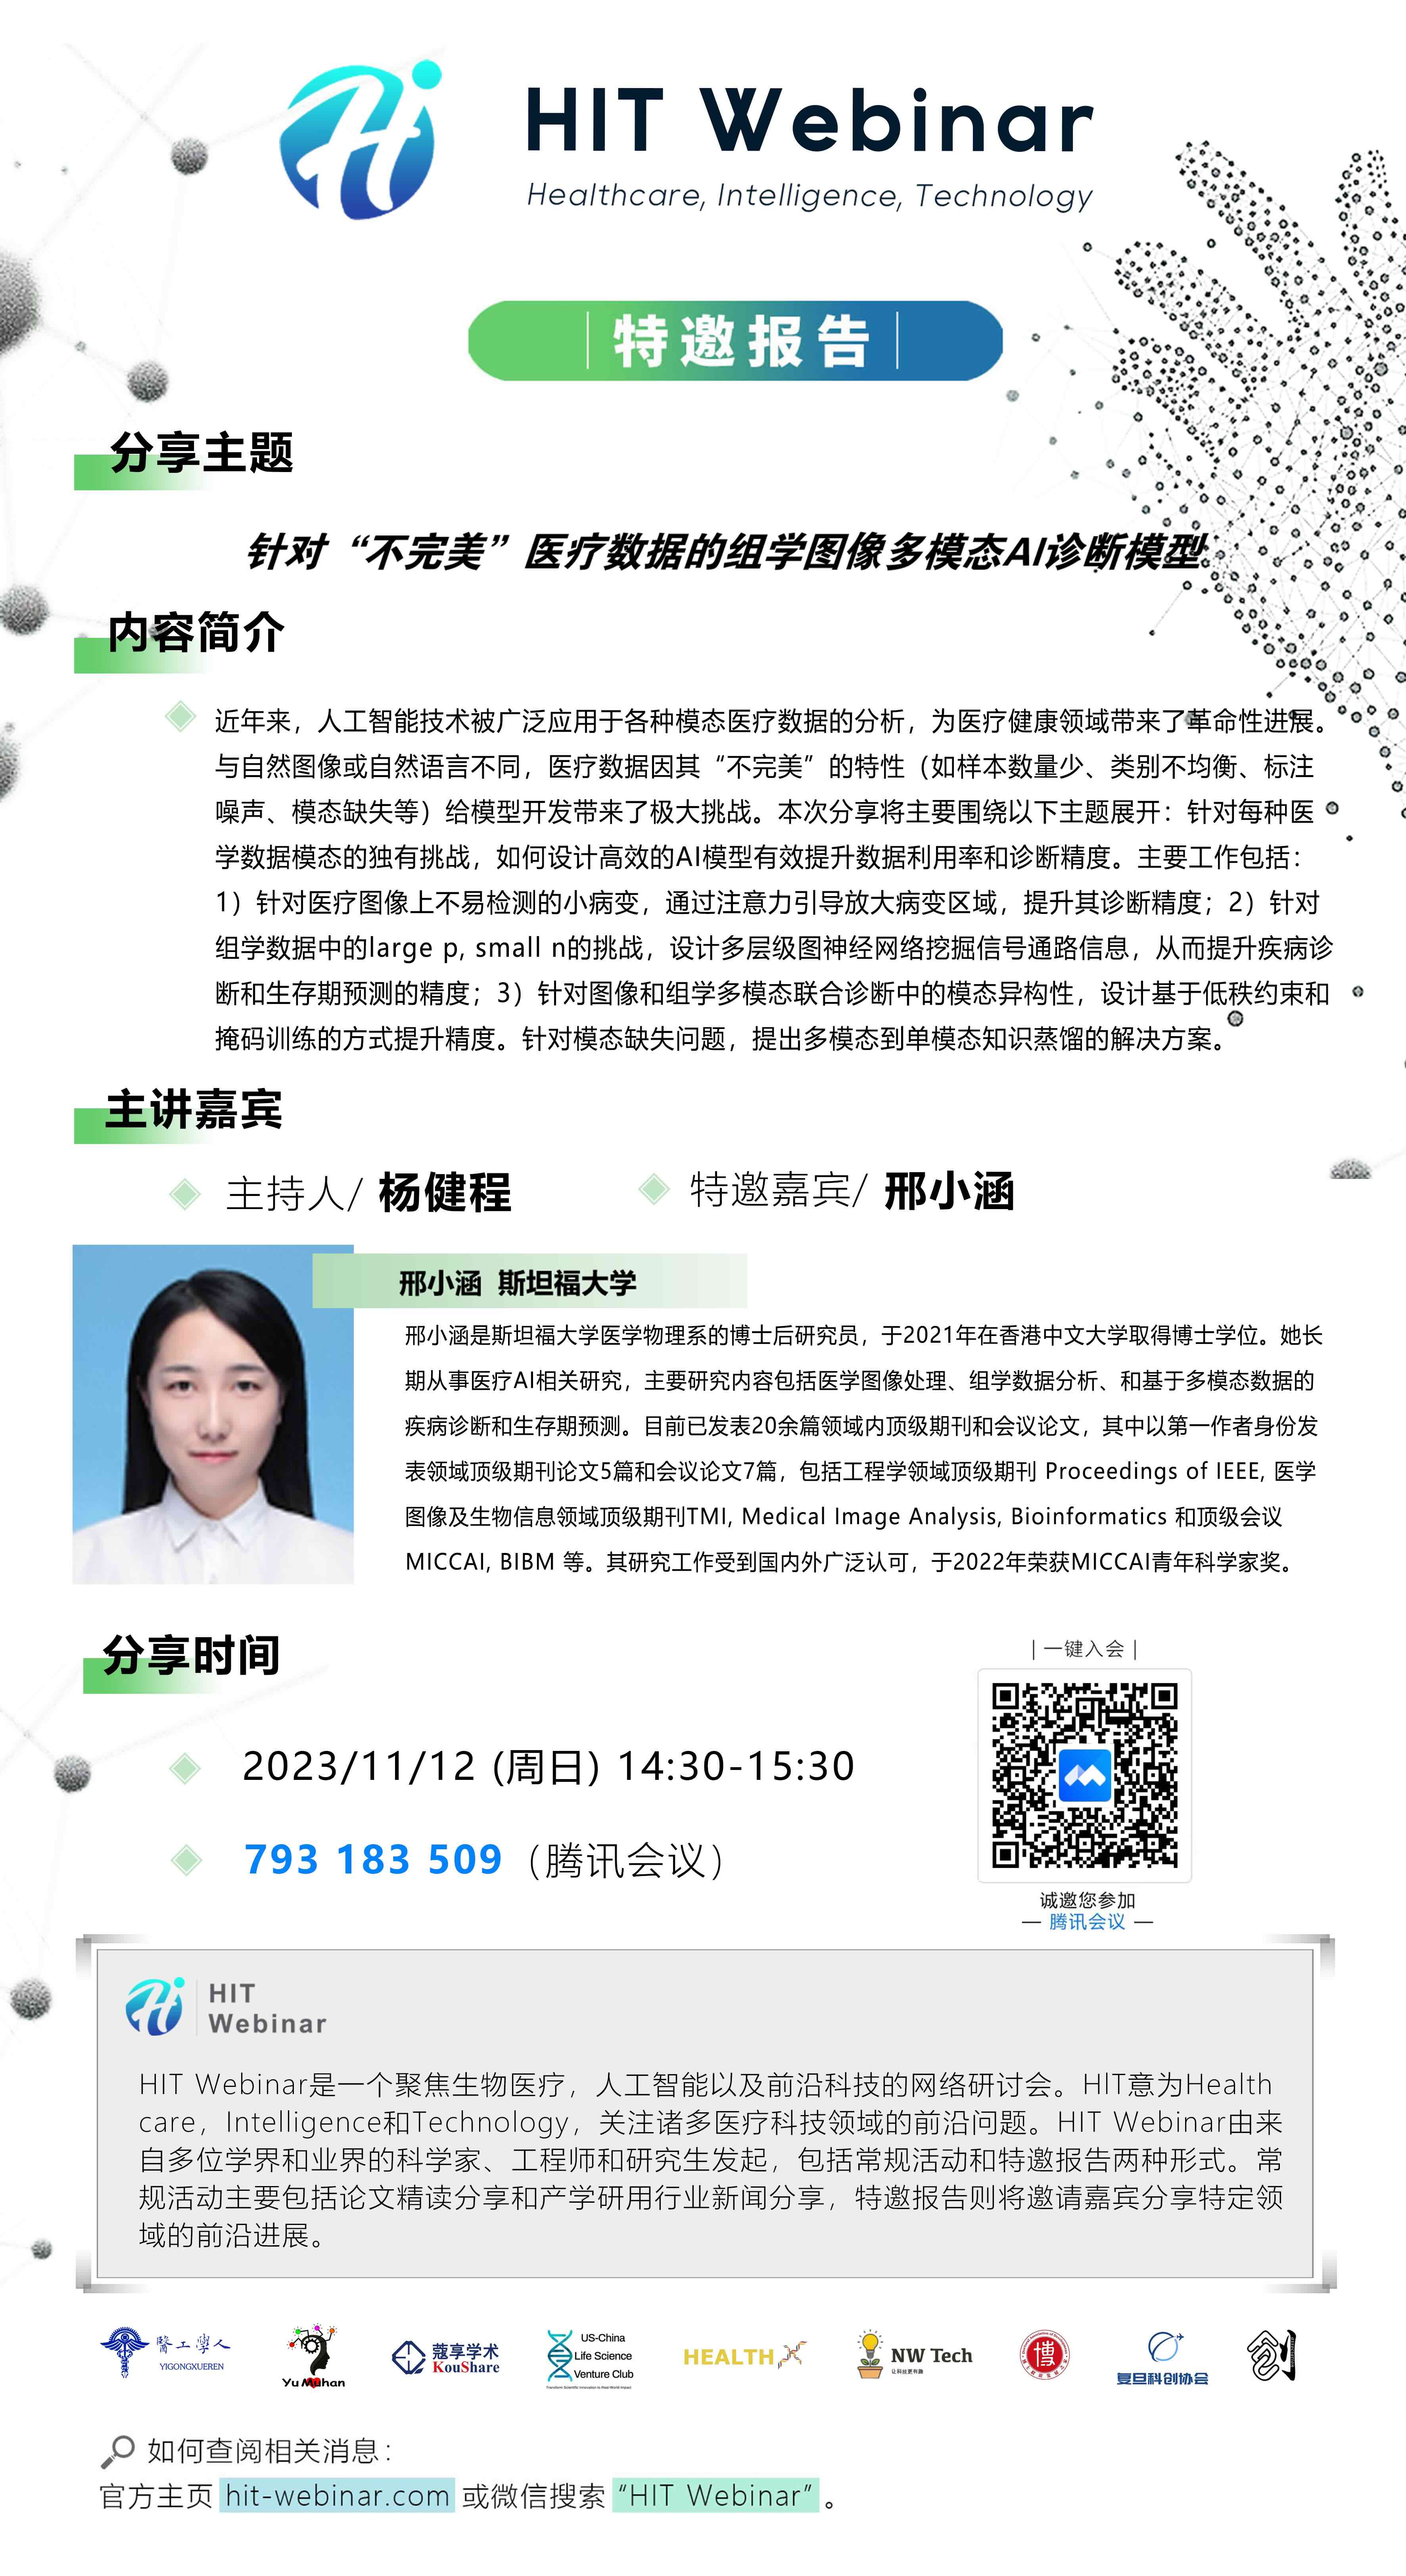 HIT Webinar
Healthcare, Intelligence, Technology
特邀报告
分享主题
针对“不完美”医疗数据的组学图像多模态AI诊断模型
内容简介
近年来，人工智能技术被广泛应用于各种模态医疗数据的分析，为医疗健康领域带来了革命性进展。
与自然图像或自然语言不同，医疗数据因其“不完美”的特性（如样本数量少、类别不均衡、标注
噪声、模态缺失等）给模型开发带来了极大挑战。本次分享将主要围绕以下主题展开：针对每种医
学数据模态的独有挑战，如何设计高效的AI模型有效提升数据利用率和诊断精度。主要工作包括：
1）针对医疗图像上不易检测的小病变，通过注意力引导放大病变区域，提升其诊断精度；2）针对
组学数据中的large p, small n的挑战，设计多层级图神经网络挖掘信号通路信息，从而提升疾病诊
断和生存期预测的精度；3）针对图像和组学多模态联合诊断中的模态异构性，设计基于低秩约束和
掩码训练的方式提升精度。针对模态缺失问题，提出多模态到单模态知识蒸馏的解决方案。
主讲嘉宾
主持人/ 杨健程
特邀嘉宾/ 邢小涵
邢小涵 斯坦福大学
邢小涵是斯坦福大学医学物理系的博士后研究员，于2021年在香港中文大学取得博士学位。她长
期从事医疗AI相关研究，主要研究内容包括医学图像处理、组学数据分析、和基于多模态数据的
疾病诊断和生存期预测。目前已发表20余篇领域内顶级期刊和会议论文，其中以第一作者身份发
表领域顶级期刊论文5篇和会议论文7篇，包括工程学领域顶级期刊 Proceedings of IEEE, 医学
图像及生物信息领域顶级期刊TMI, Medical Image Analysis, Bioinformatics 和顶级会议
MICCAI, BIBM 等。其研究工作受到国内外广泛认可，于2022年荣获MICCAI青年科学家奖。
分享时间
2023/11/12 (周日) 14:30-15:30
793 183 509（腾讯会议）
| 一键入会 |
诚邀您参加
— 腾讯会议 —
HIT
Webinar
HIT Webinar是一个聚焦生物医疗，人工智能以及前沿科技的网络研讨会。HIT意为Health
care，Intelligence和Technology，关注诸多医疗科技领域的前沿问题。HIT Webinar由来
自多位学界和业界的科学家、工程师和研究生发起，包括常规活动和特邀报告两种形式。常
规活动主要包括论文精读分享和产学研用行业新闻分享，特邀报告则将邀请嘉宾分享特定领
域的前沿进展。
醫工學人
YIGONGXUEREN
Yu Muhan
蔻享学术
KouShare
US-China
Life Science
Venture Club
HEALTH X
NW Tech
让科技更有趣
博
复旦科创协会
创
如何查阅相关消息：
官方主页 hit-webinar.com 或微信搜索 “HIT Webinar” 。